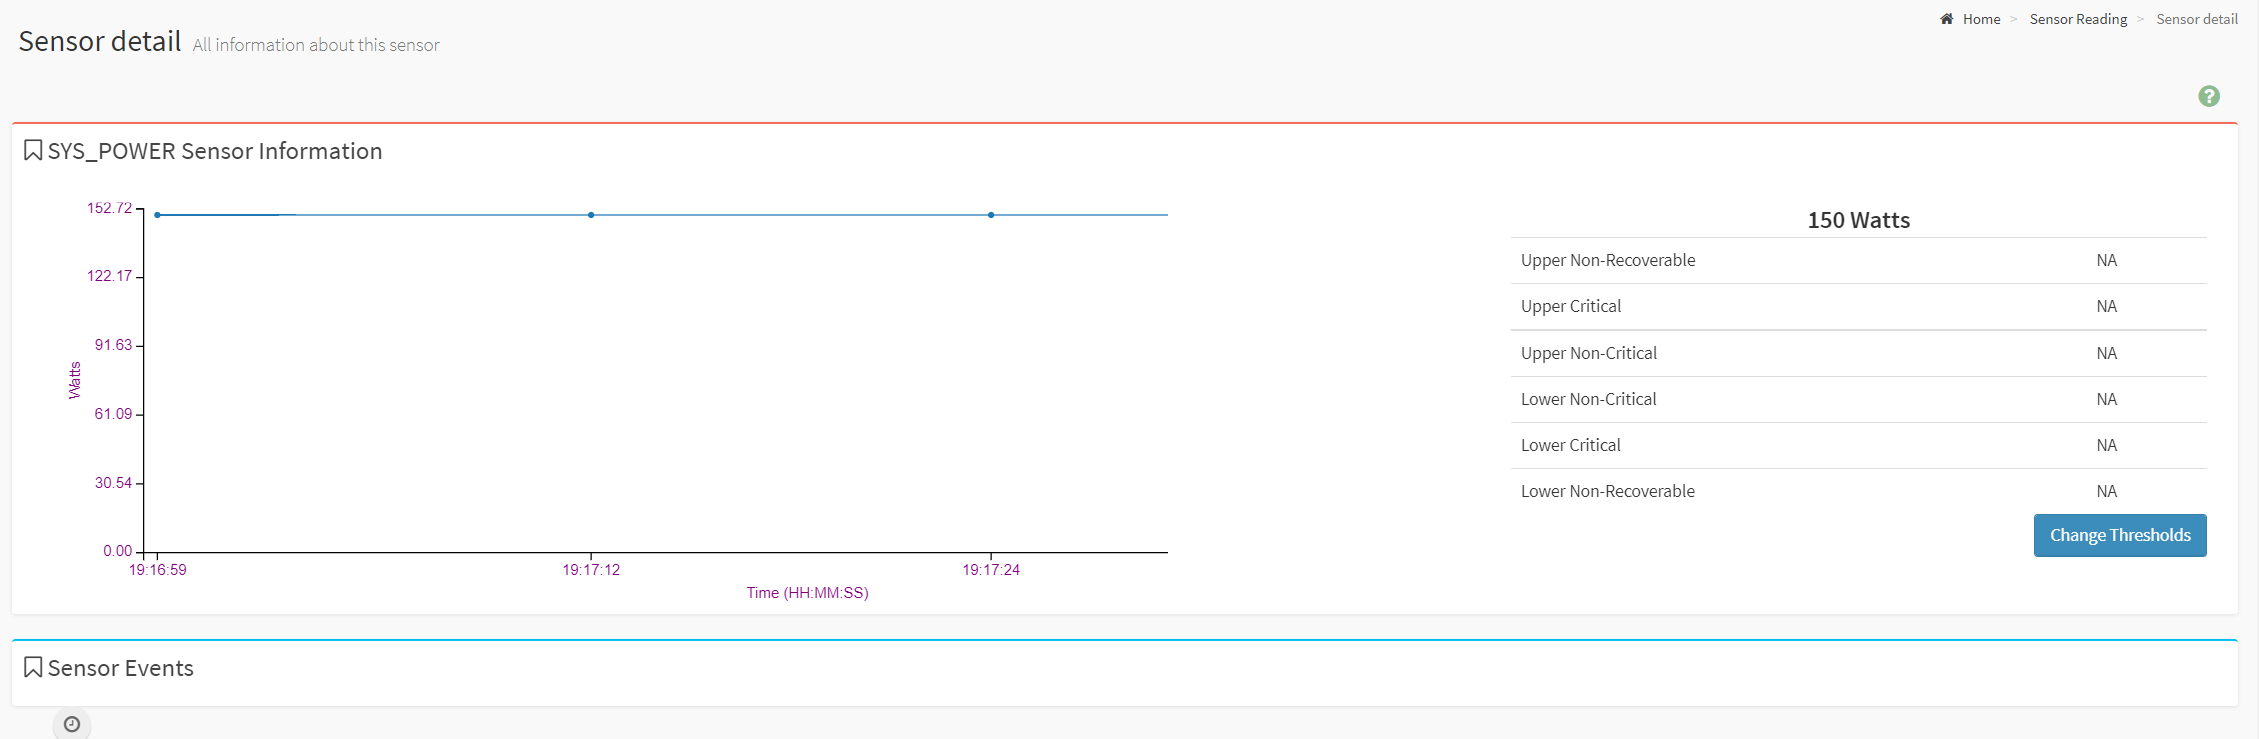 Home > Sensor Reading > Sensor detail
Sensor detail All information about this sensor
SYS_POWER Sensor Information
152.72
122.17
91.63
61.09
30.54
0.00
Watts
19:16:59 19:17:12 19:17:24
Time (HH:MM:SS)
150 Watts
Upper Non-Recoverable NA
Upper Critical NA
Upper Non-Critical NA
Lower Non-Critical NA
Lower Critical NA
Lower Non-Recoverable NA
Change Thresholds
Sensor Events